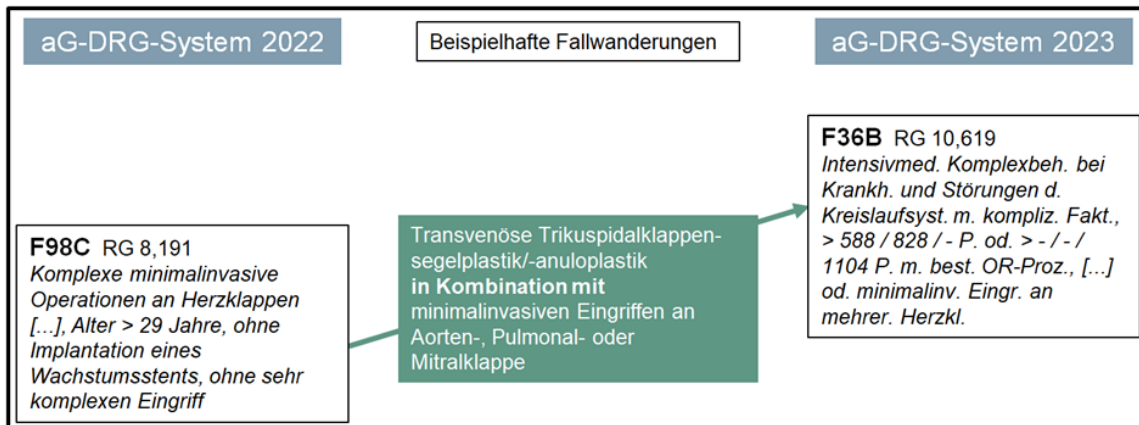 aG-DRG-System 2022
Beispielhafte Fallwanderungen
aG-DRG-System 2023
F98C RG 8,191
Komplexe minimalinvasive
Operationen an Herzklappen
[...], Alter > 29 Jahre, ohne
Implantation eines
Wachstumsstents, ohne sehr
komplexen Eingriff
Transvenöse Trikuspidalklappen-
segelplastik/-anuloplastik
in Kombination mit
minimalinvasiven Eingriffen an
Aorten-, Pulmonal- oder
Mitralklappe
F36B RG 10,619
Intensivmed. Komplexbeh. bei
Krankh. und Störungen d.
Kreislaufsyst. m. kompliz. Fakt.,
> 588 / 828 / - P. od. > - / - /
1104 P. m. best. OR-Proz., [...]
od. minimalinv. Eingr. an
mehrer. Herzkl.